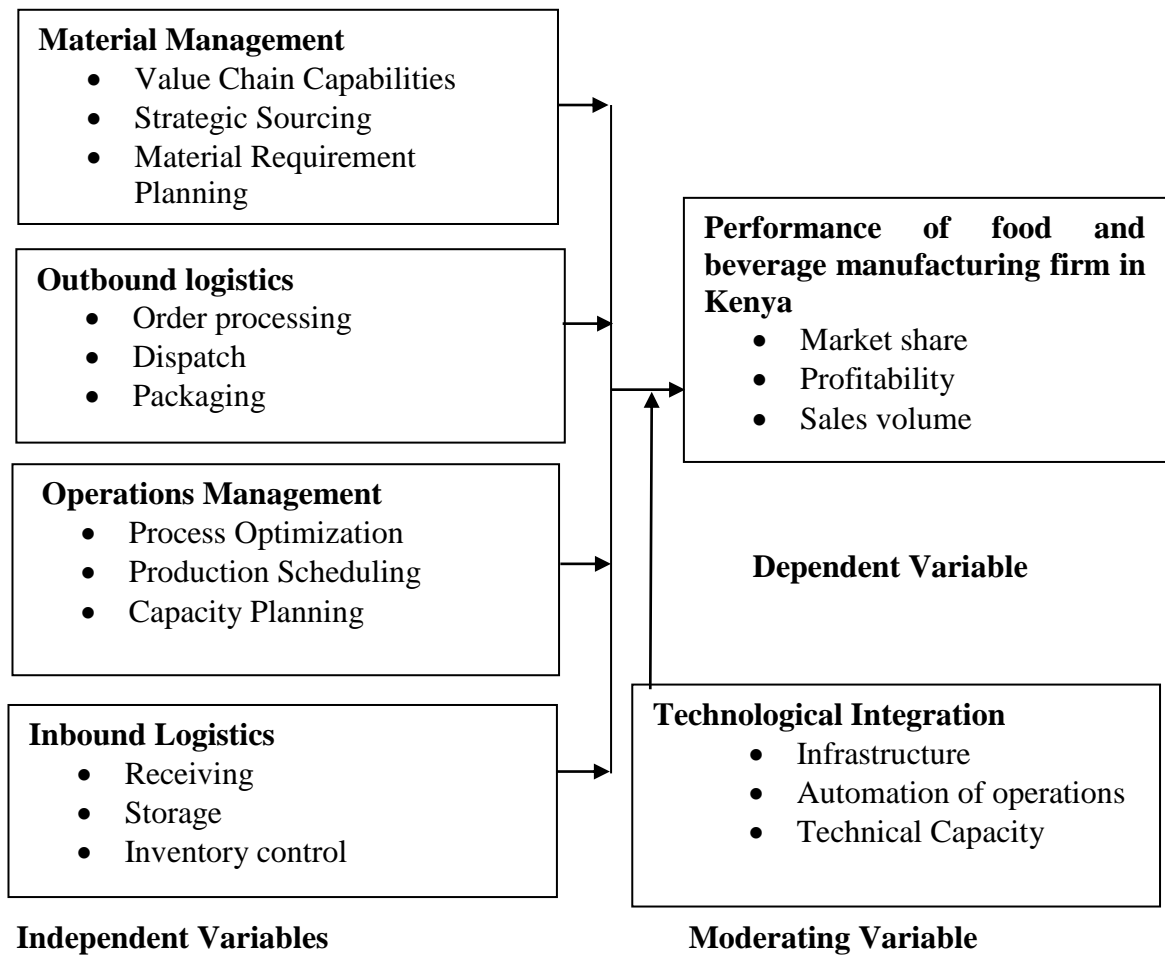 Material Management
• Value Chain Capabilities
• Strategic Sourcing
• Material Requirement
Planning
Outbound logistics
• Order processing
• Dispatch
• Packaging
Operations Management
• Process Optimization
• Production Scheduling
• Capacity Planning
Inbound Logistics
• Receiving
• Storage
• Inventory control
Independent Variables
Performance of food and
beverage manufacturing firm in
Kenya
• Market share
• Profitability
• Sales volume
Dependent Variable
Technological Integration
• Infrastructure
• Automation of operations
• Technical Capacity
Moderating Variable